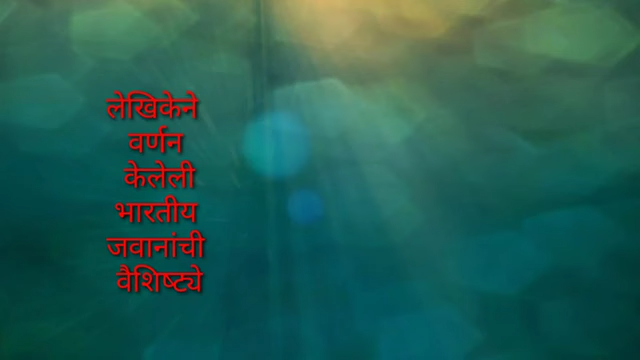 लेखिकेने
वर्णन
केलेली
भारतीय
जवानांची
वैशिष्ट्ये